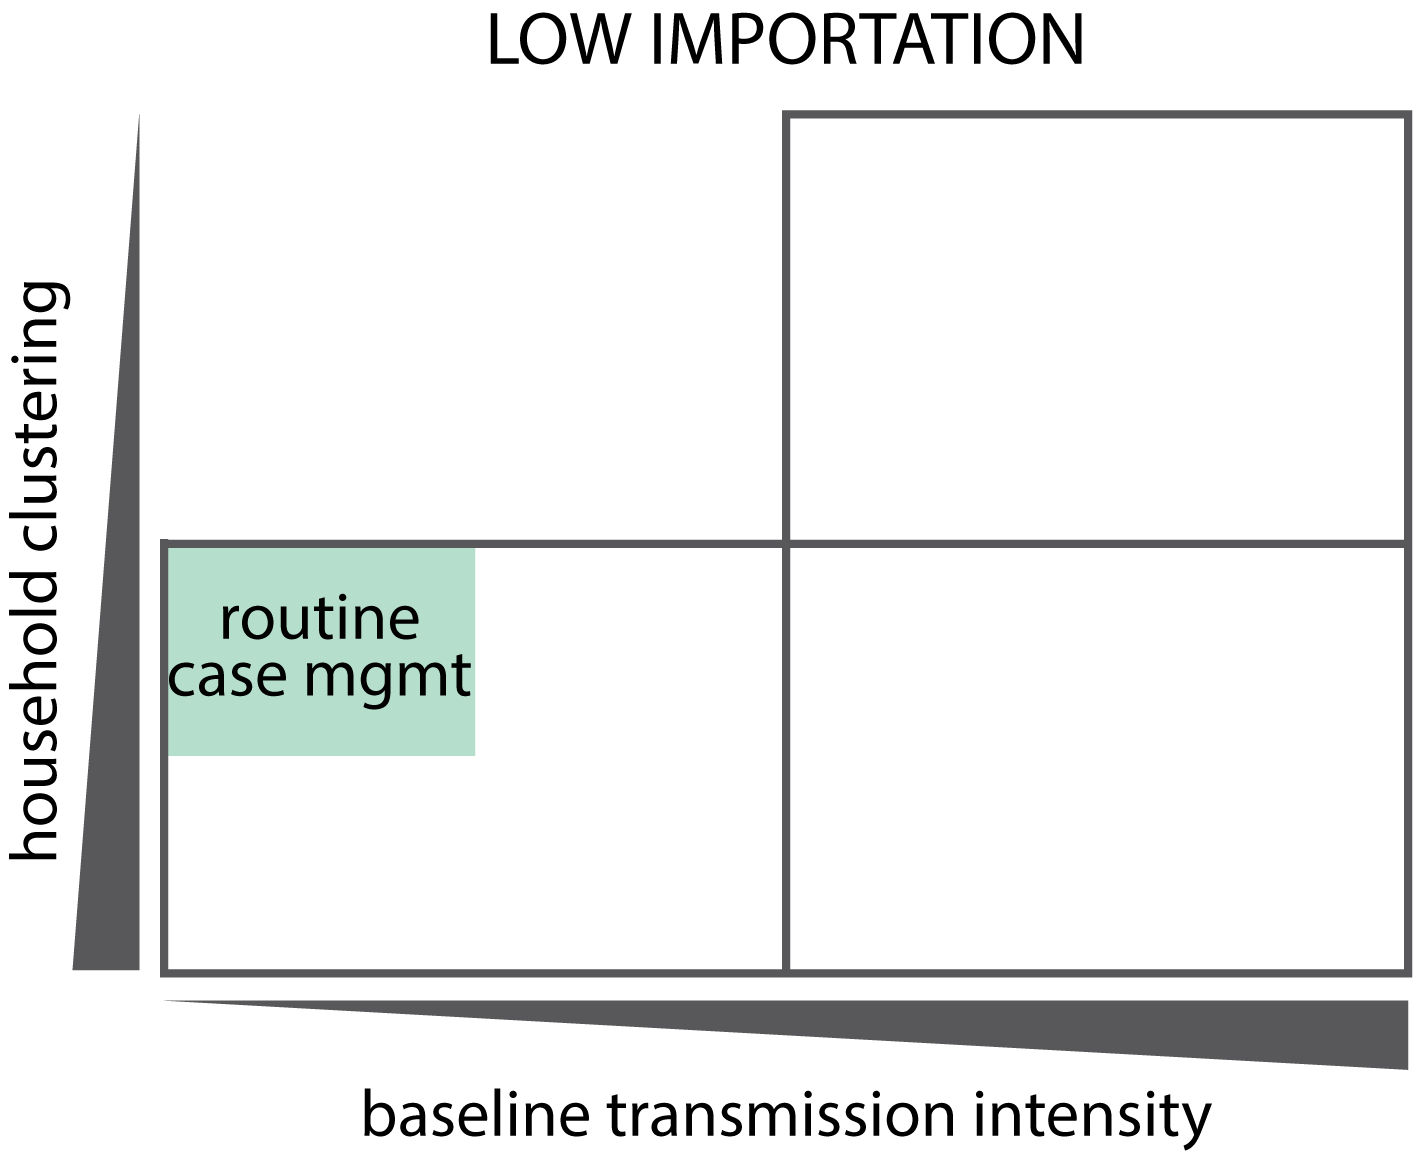 LOW IMPORTATION
household clustering
routine
case mgmt
baseline transmission intensity